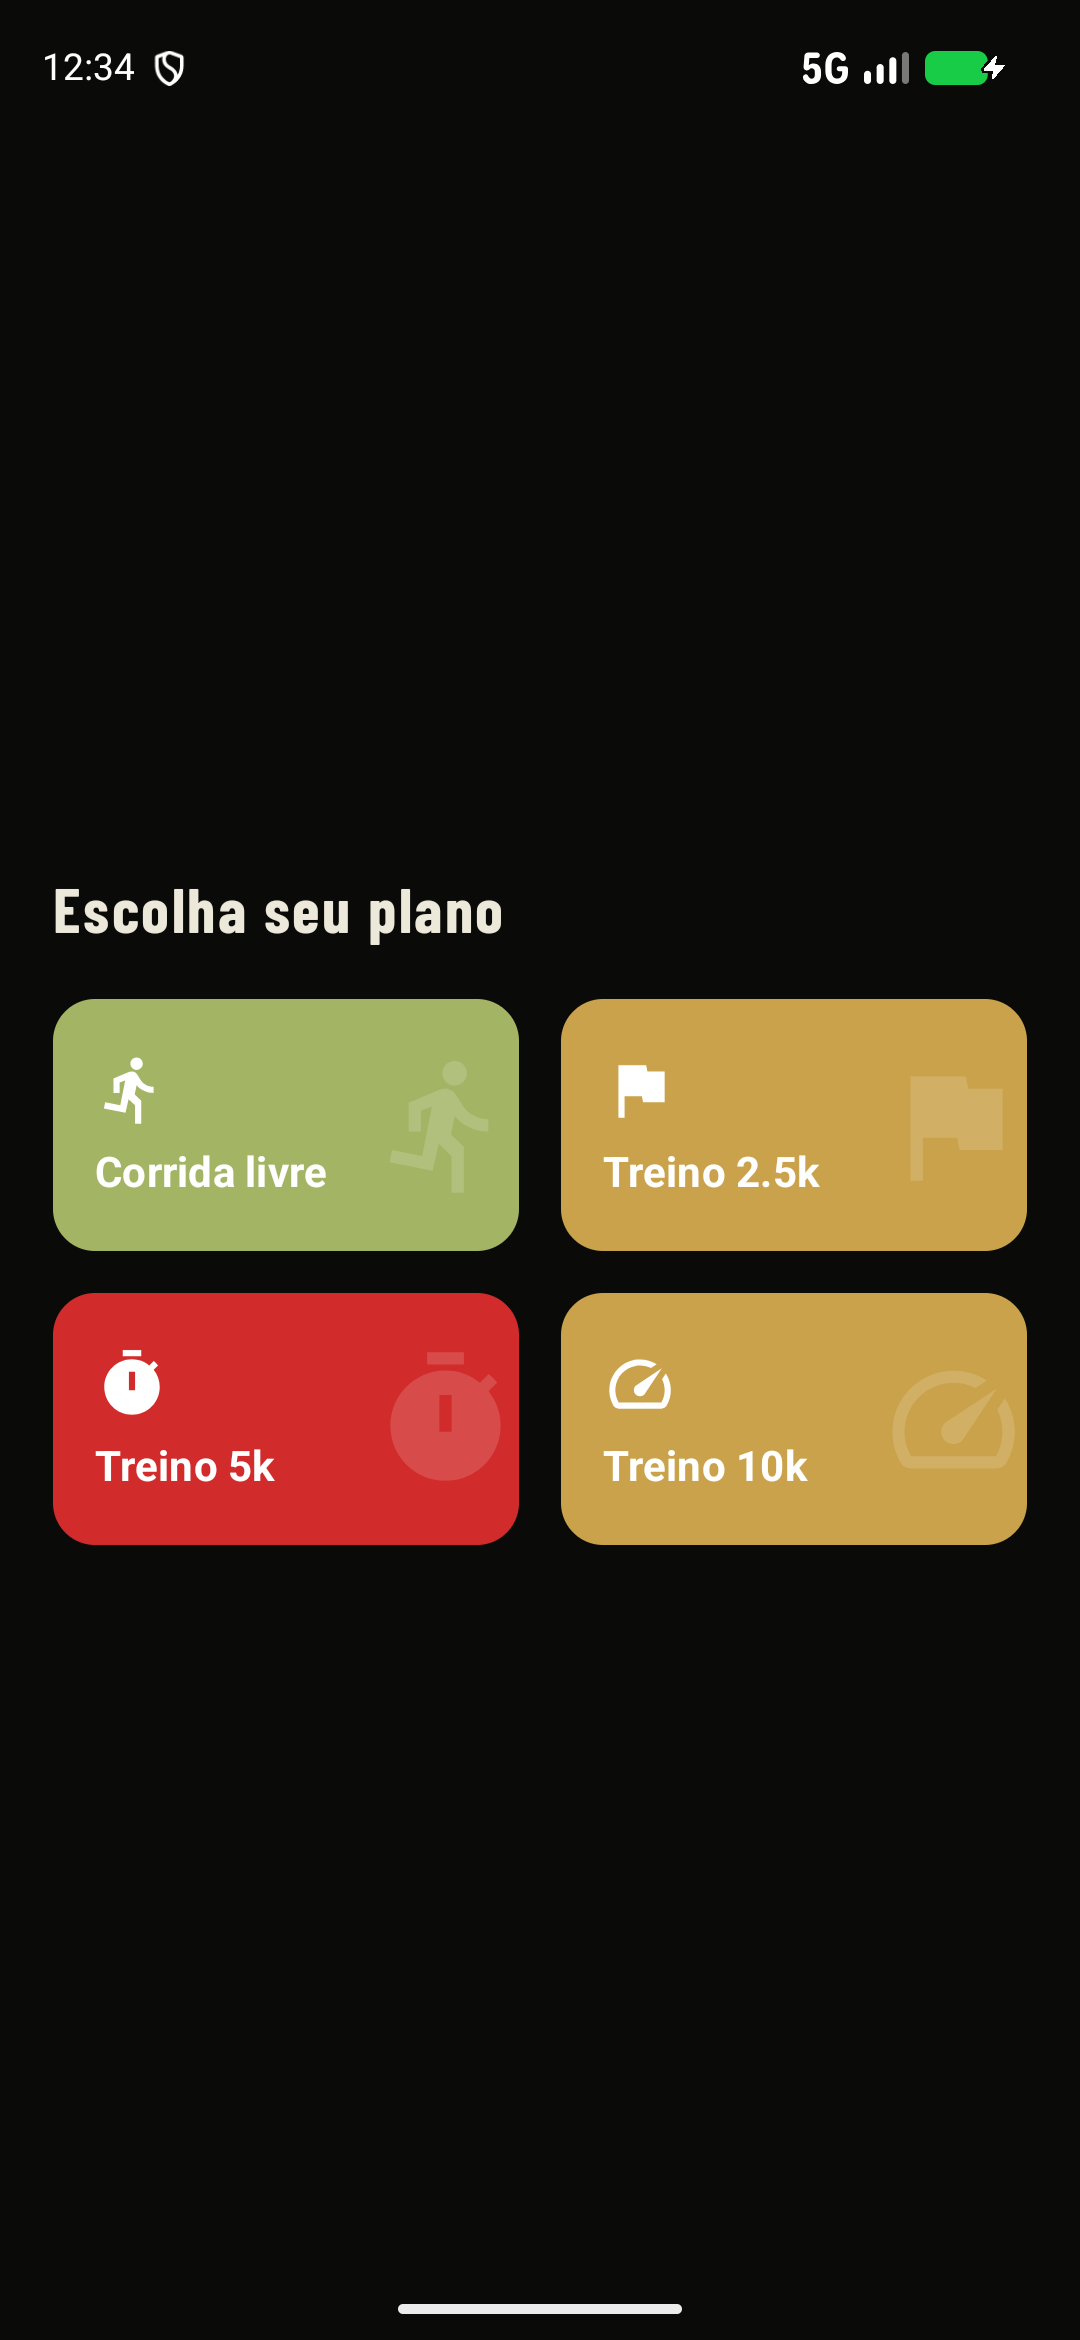 12:34
5G
Escolha seu plano
Corrida livre
Treino 2.5k
Treino 5k
Treino 10k